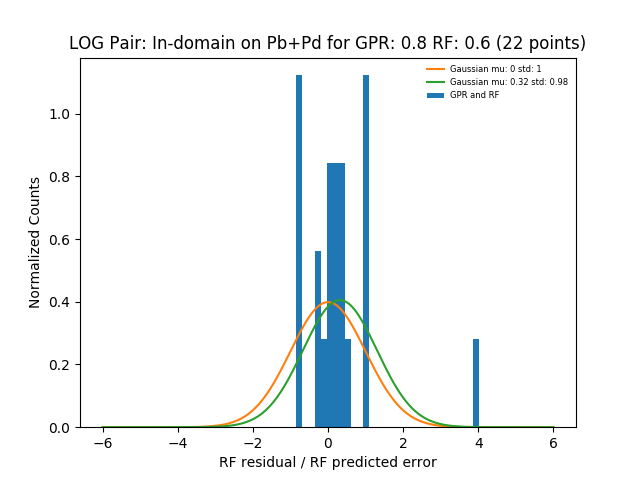 LOG Pair: In-domain on Pb+Pd for GPR: 0.8 RF: 0.6 (22 points)
Gaussian mu: 0 std: 1
Gaussian mu: 0.32 std: 0.98
GPR and RF
Normalized Counts
1.0
0.8
0.6
0.4
0.2
0.0
−6
−4
−2
0
2
4
6
RF residual / RF predicted error